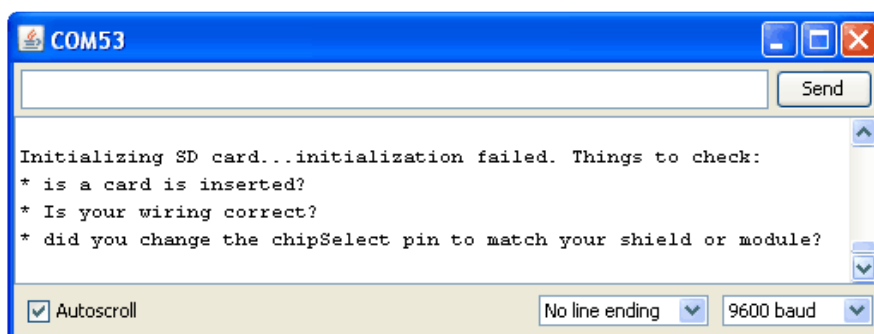 COM53
Send
Initializing SD card...initialization failed. Things to check:
* is a card is inserted?
* Is your wiring correct?
* did you change the chipSelect pin to match your shield or module?
Autoscroll
No line ending
9600 baud